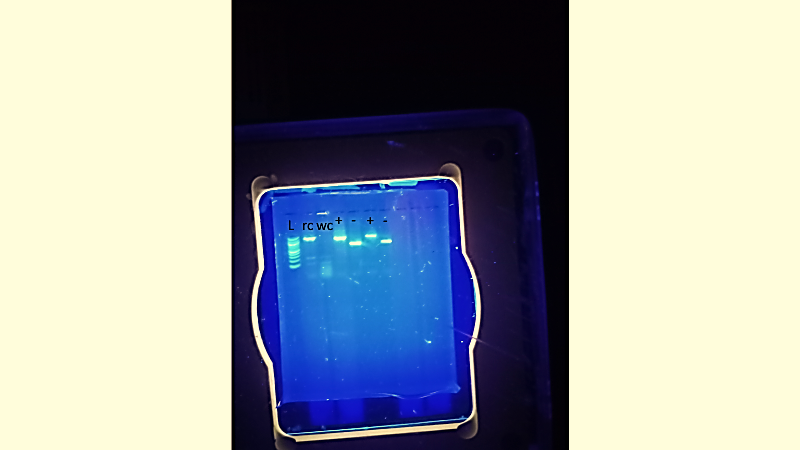 L rc wc + - + -